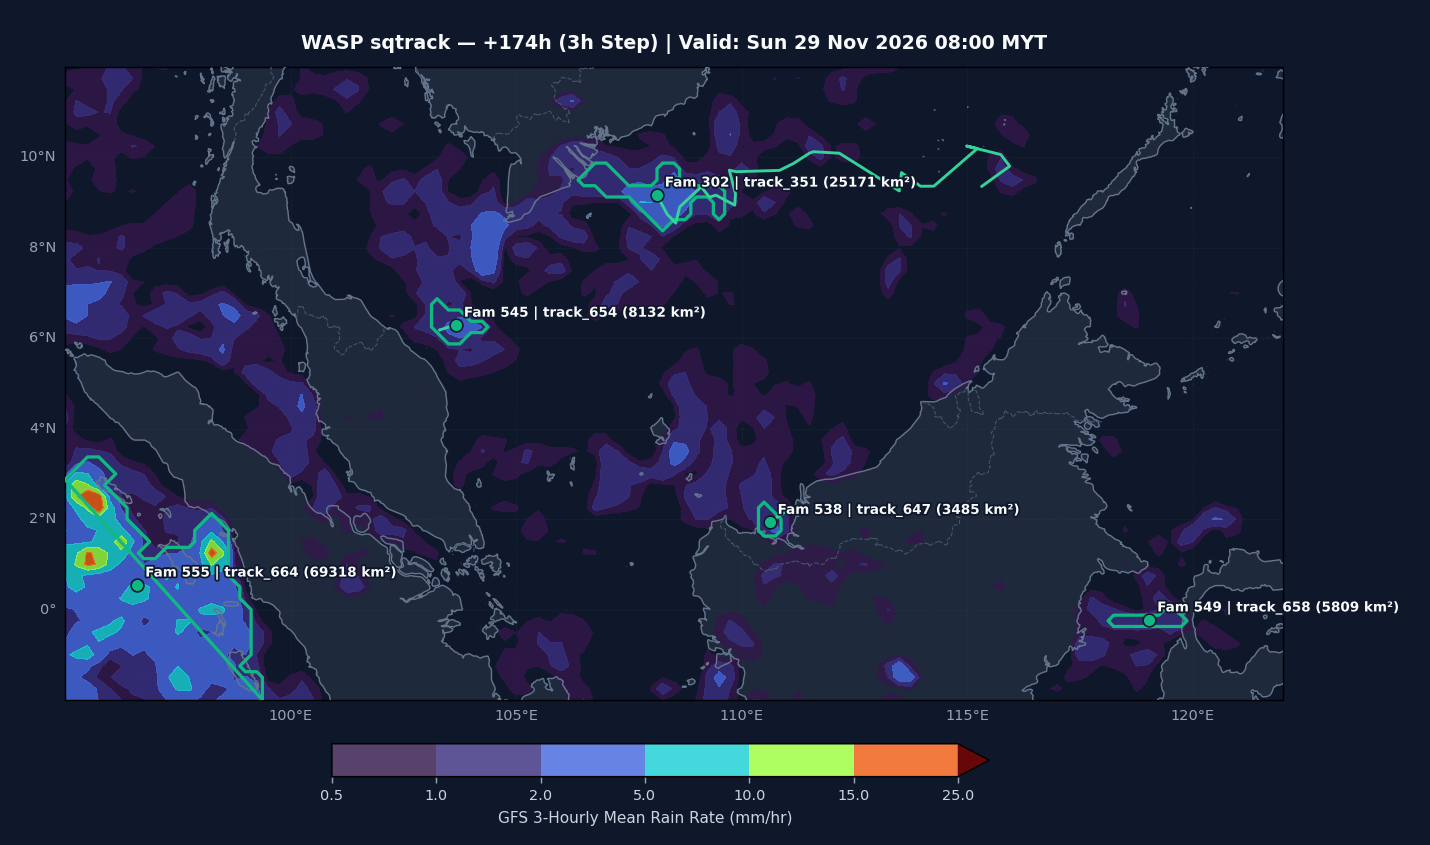 WASP sqtrack — +174h (3h Step) | Valid: Sun 29 Nov 2026 08:00 MYT
10°N
8°N
6°N
4°N
2°N
0°
Fam 302 | track_351 (25171 km²)
Fam 545 | track_654 (8132 km²)
Fam 538 | track_647 (3485 km²)
Fam 555 | track_664 (69318 km²)
Fam 549 | track_658 (5809 km²)
100°E 105°E 110°E 115°E 120°E
0.5 1.0 2.0 5.0 10.0 15.0 25.0
GFS 3-Hourly Mean Rain Rate (mm/hr)